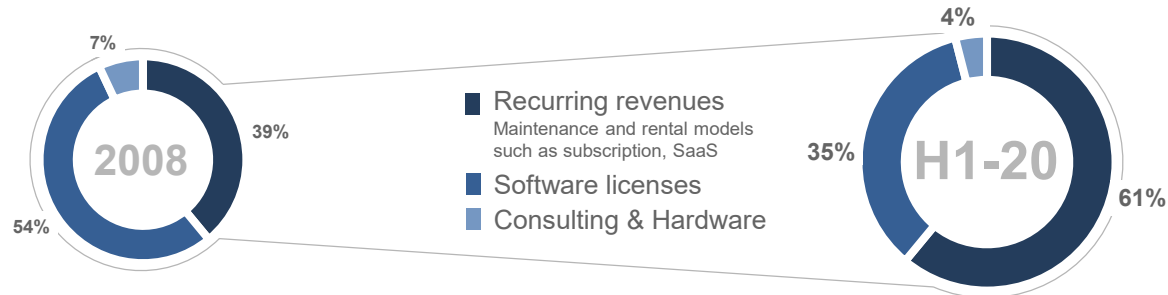 7%
39%
2008
54%
Recurring revenues
Maintenance and rental models
such as subscription, SaaS
Software licenses
Consulting & Hardware
4%
35%
H1-20
61%